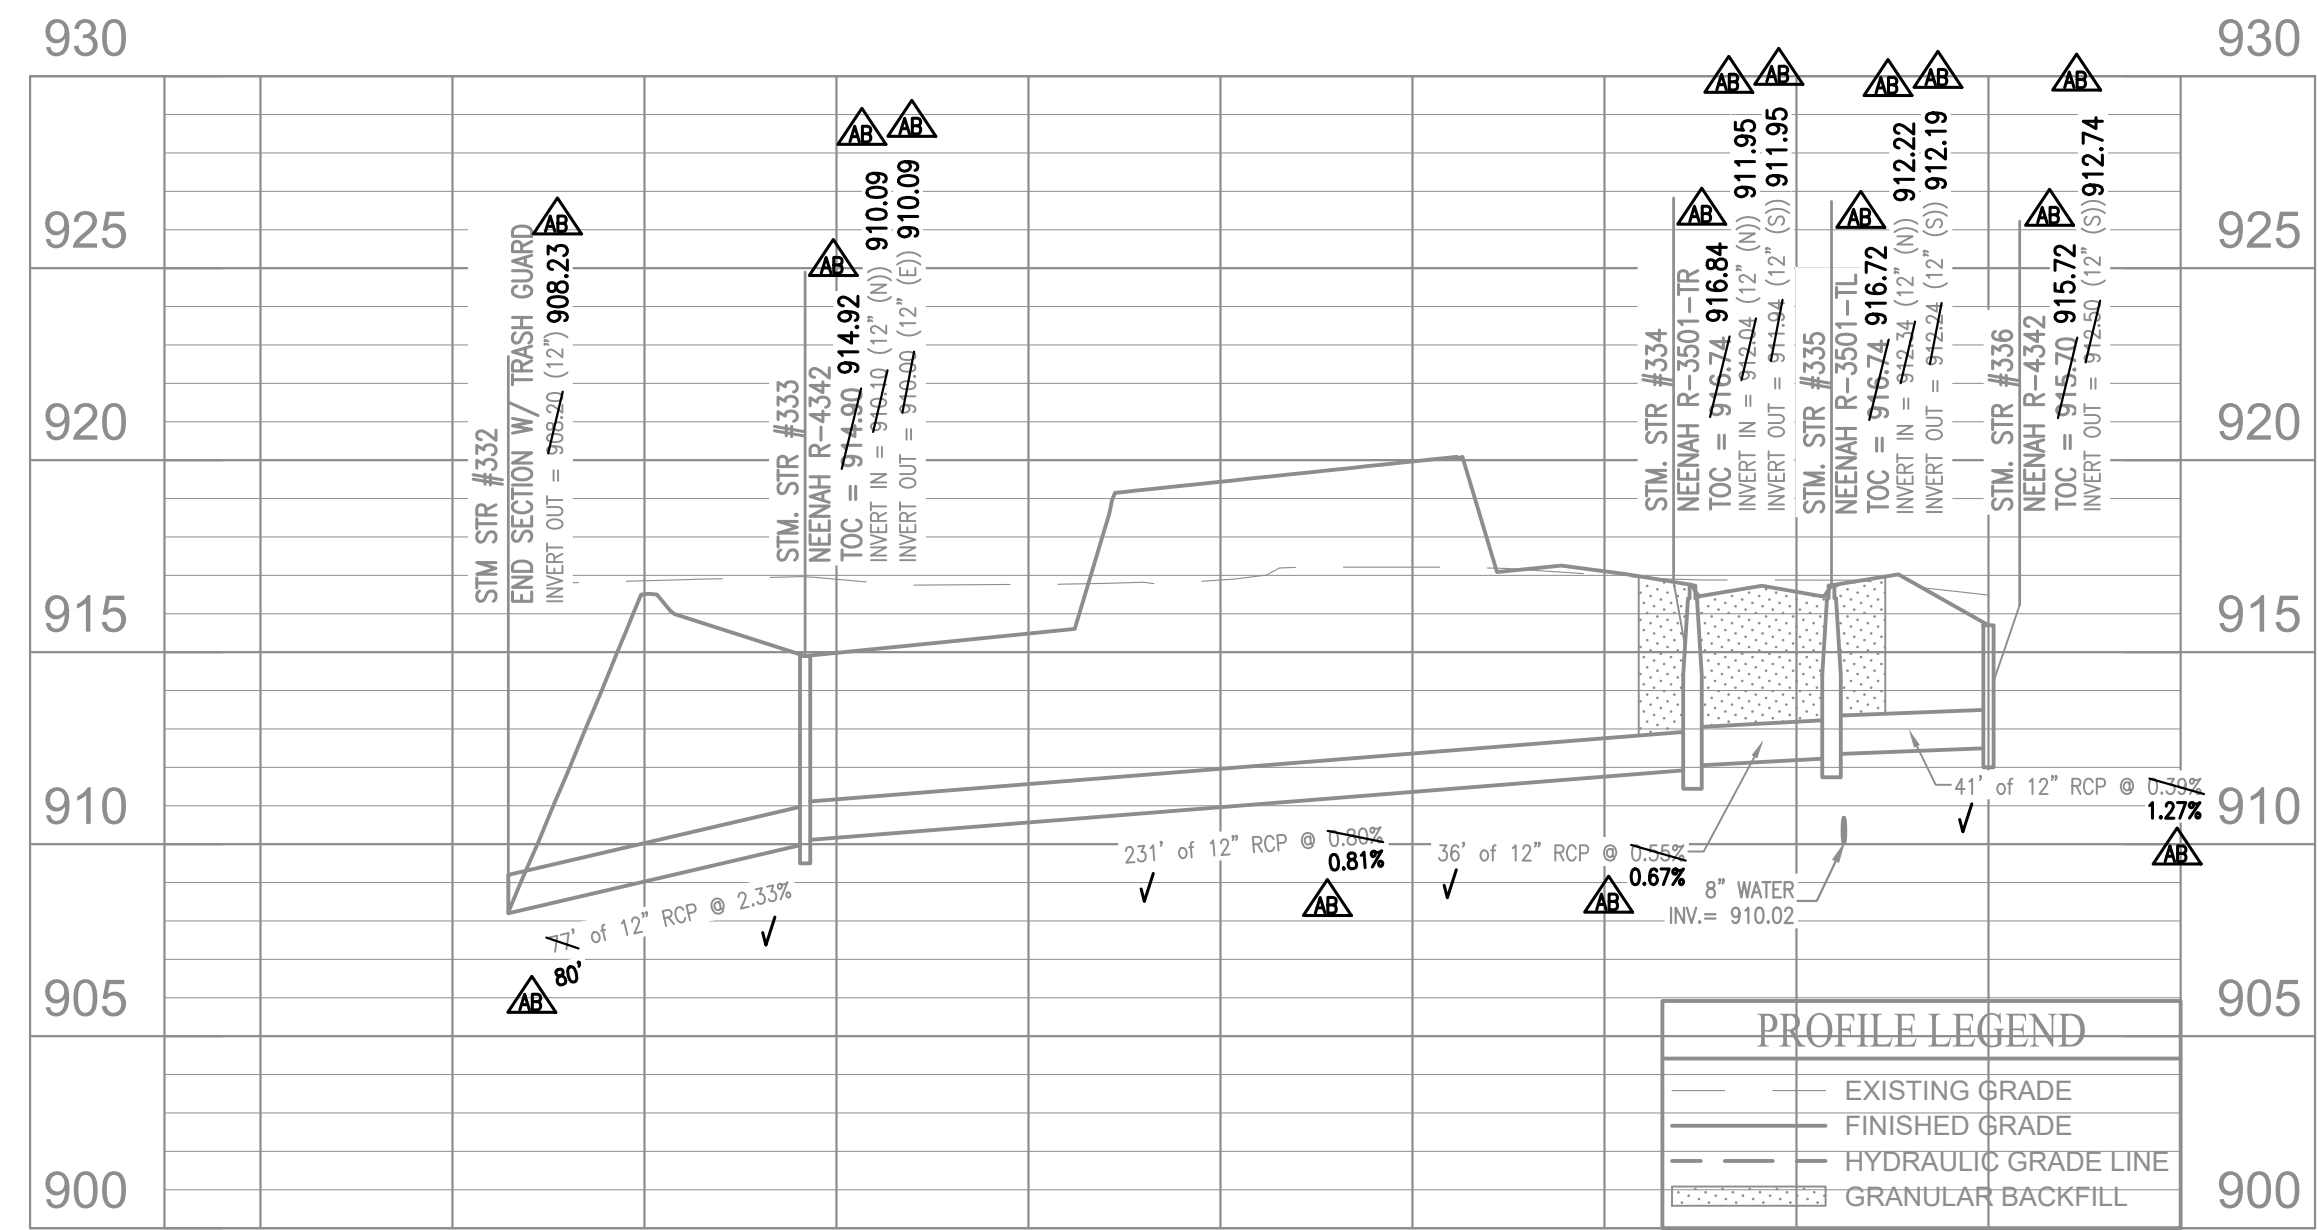 930
930
925
925
920
920
915
915
910
910
905
905
900
900
STM STR #332
END SECTION W/ TRASH GUARD
INVERT OUT = 908.20 (12") 908.23
AB
STM. STR #333
NEENAH R-4342
TOC = 914.90 914.92
AB
INVERT IN = 910.10 (12" (N)) 910.09
AB
INVERT OUT = 910.00 (12" (E)) 910.09
AB
STM. STR #334
NEENAH R-3501-TR
TOC = 916.74 916.84
AB
INVERT IN = 912.04 (12" (N)) 911.95
AB
INVERT OUT = 911.94 (12" (S)) 911.95
AB
STM. STR #335
NEENAH R-3501-TL
TOC = 916.74 916.72
AB
INVERT IN = 912.34 (12" (N)) 912.22
AB
INVERT OUT = 912.24 (12" (S)) 912.19
AB
STM. STR #336
NEENAH R-4342
TOC = 915.70 915.72
AB
INVERT OUT = 912.50 (12" (S)) 912.74
AB
77' of 12" RCP @ 2.33%
80'
AB
231' of 12" RCP @ 0.80%
0.81%
AB
36' of 12" RCP @ 0.55%
0.67%
AB
8" WATER
INV.= 910.02
41' of 12" RCP @ 0.39%
1.27%
AB
PROFILE LEGEND
EXISTING GRADE
FINISHED GRADE
HYDRAULIC GRADE LINE
GRANULAR BACKFILL